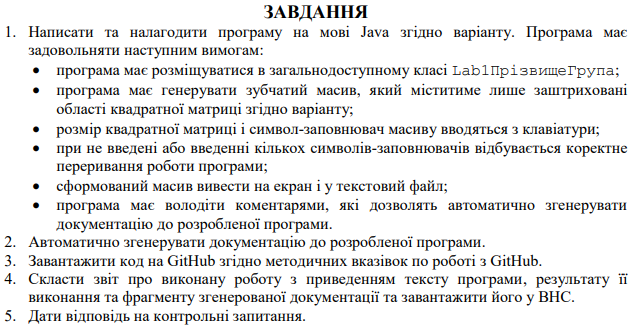 ЗАВДАННЯ
1. Написати та налагодити програму на мові Java згідно варіанту. Програма має
задовольняти наступним вимогам:
• програма має розміщуватися в загальнодоступному класі Lab1ПрізвищеГрупа;
• програма має генерувати зубчатий масив, який міститиме лише заштриховані
області квадратної матриці згідно варіанту;
• розмір квадратної матриці і символ-заповнювач масиву вводяться з клавіатури;
• при не введені або введенні кількох символів-заповнювачів відбувається коректне
переривання роботи програми;
• сформований масив вивести на екран і у текстовий файл;
• програма має володіти коментарями, які дозволять автоматично згенерувати
документацію до розробленої програми.
2. Автоматично згенерувати документацію до розробленої програми.
3. Завантажити код на GitHub згідно методичних вказівок по роботі з GitHub.
4. Скласти звіт про виконану роботу з приведенням тексту програми, результату її
виконання та фрагменту згенерованої документації та завантажити його у ВНС.
5. Дати відповідь на контрольні запитання.